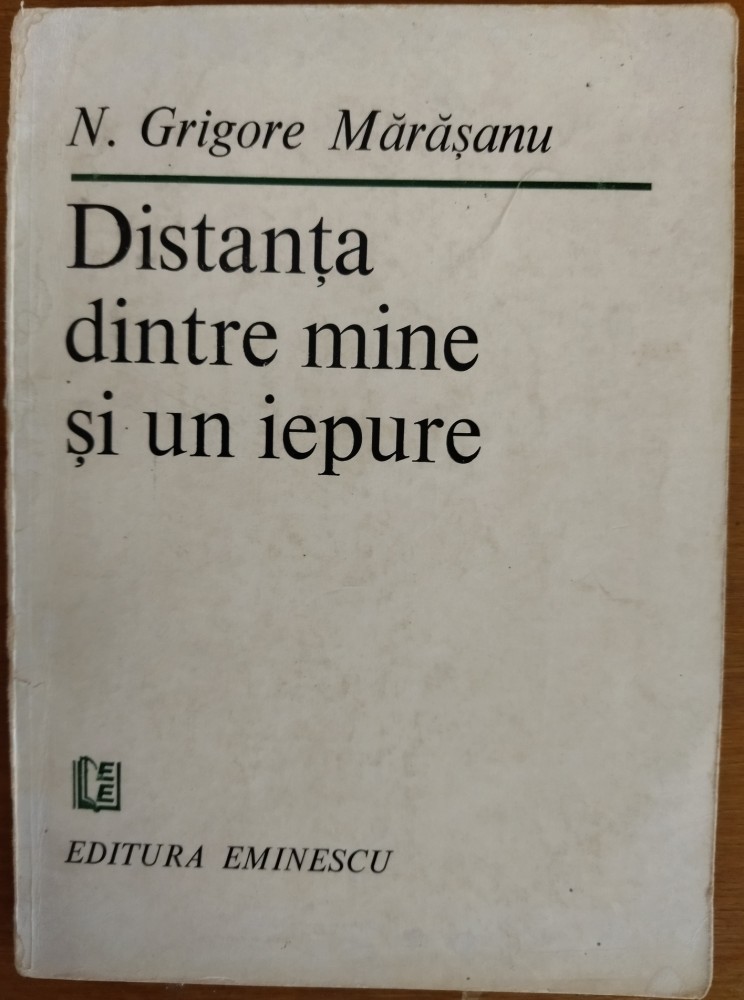 N. Grigore Mărășanu
Distanța
dintre mine
și un iepure
E
E
EDITURA EMINESCU